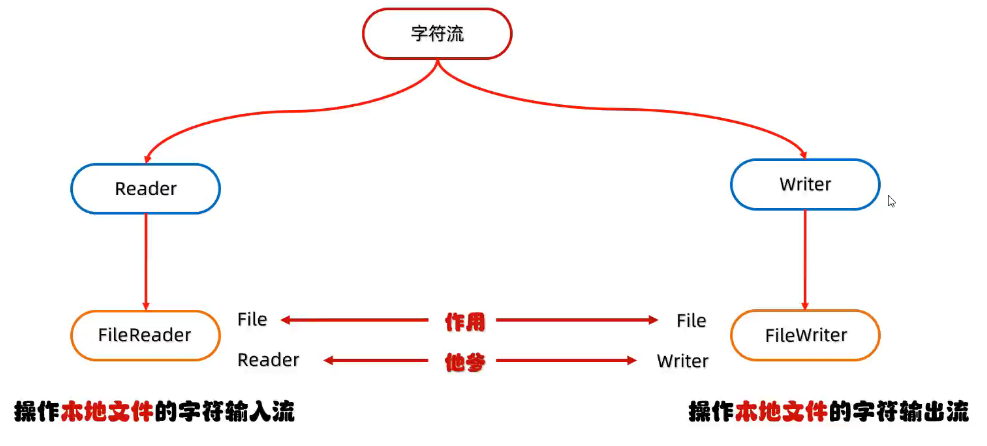 字符流
Reader
Writer
FileReader
File
作用
File
FileWriter
Reader
他爹
Writer
操作本地文件的字符输入流
操作本地文件的字符输出流